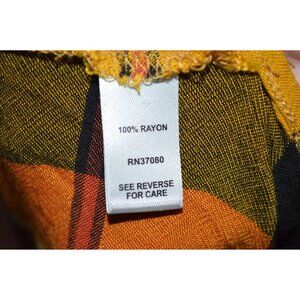 100% RAYON
RN37080
SEE REVERSE
FOR CARE